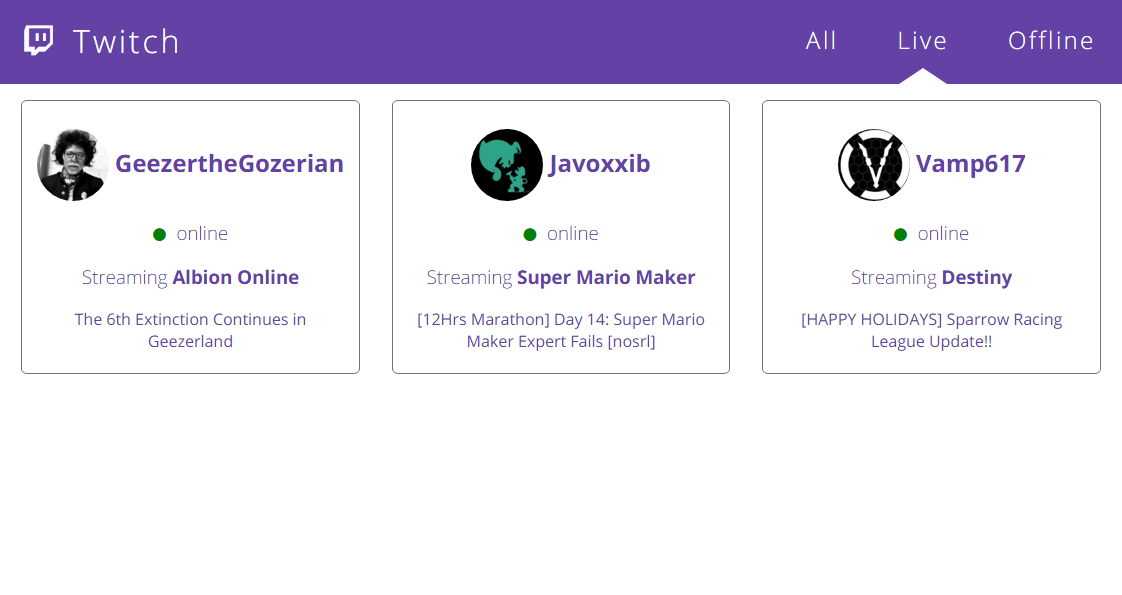 Twitch
All
Live
Offline
GeezertheGozerian
online
Streaming Albion Online
The 6th Extinction Continues in
Geezerland
Javoxxib
online
Streaming Super Mario Maker
[12Hrs Marathon] Day 14: Super Mario
Maker Expert Fails [nosrl]
Vamp617
online
Streaming Destiny
[HAPPY HOLIDAYS] Sparrow Racing
League Update!!